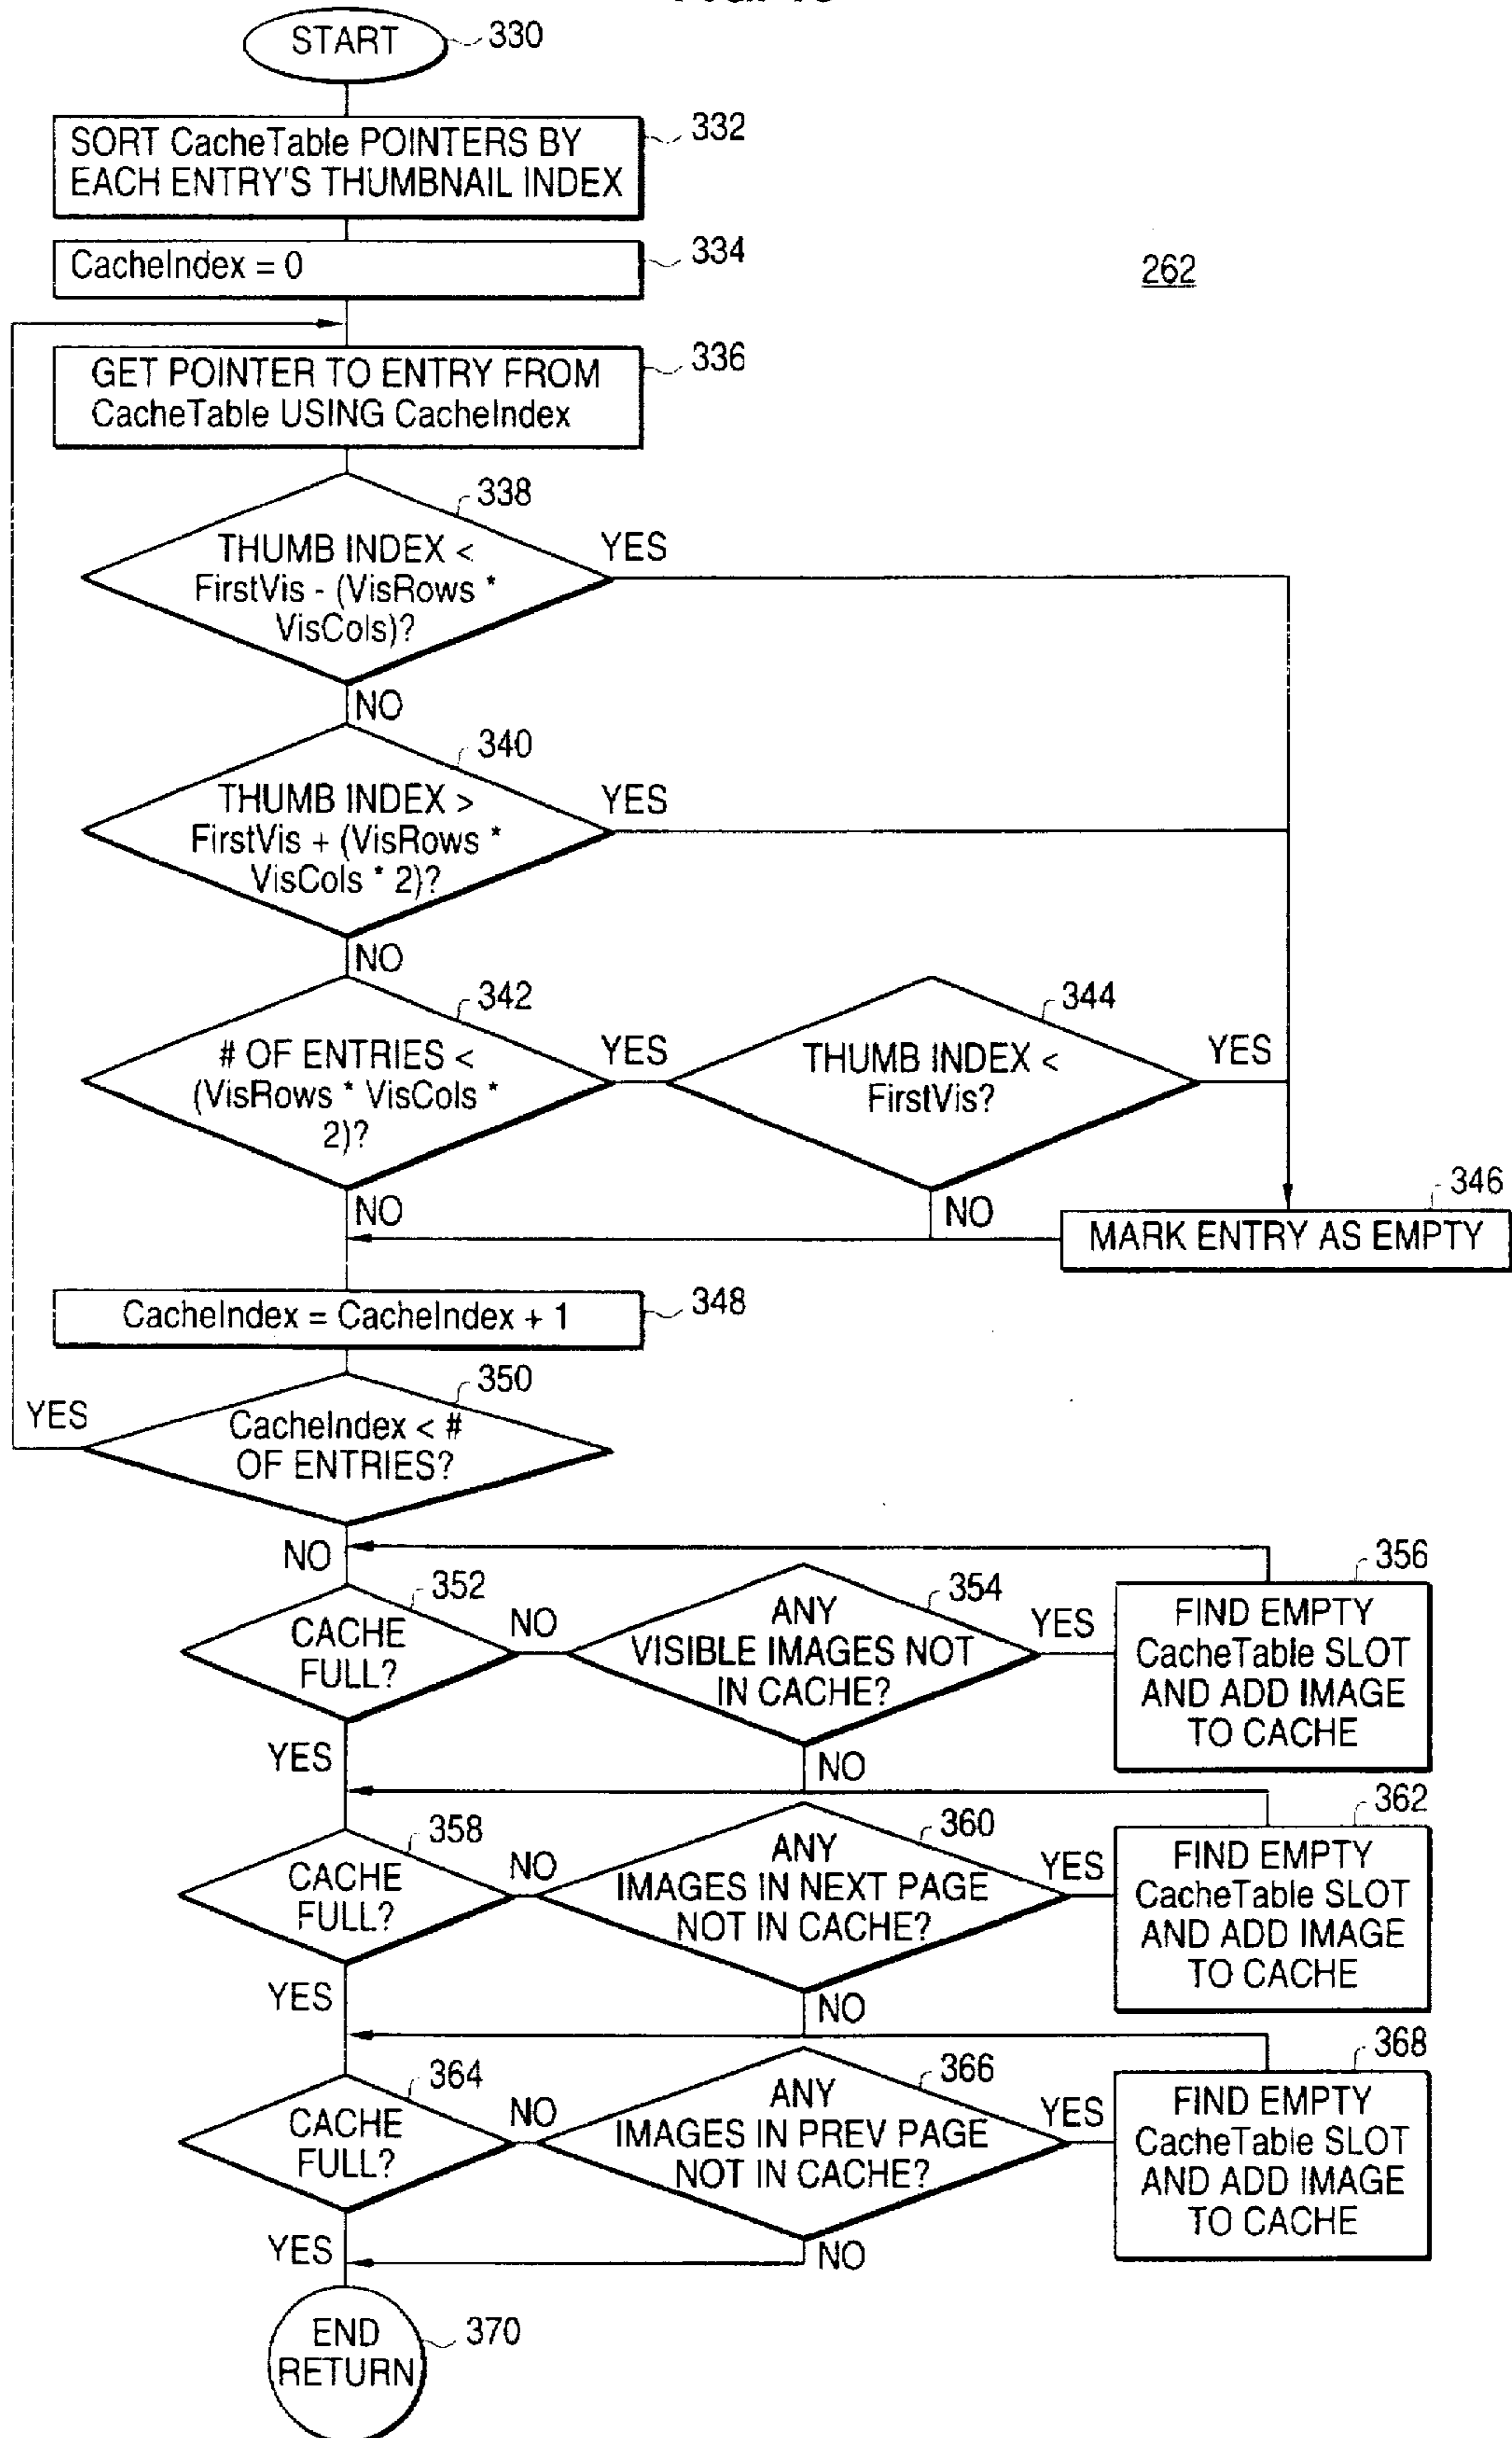 START
330
SORT CacheTable POINTERS BY
EACH ENTRY'S THUMBNAIL INDEX
332
CacheIndex = 0
334
262
GET POINTER TO ENTRY FROM
CacheTable USING CacheIndex
336
338
THUMB INDEX <
FirstVis - (VisRows *
VisCols)?
YES
NO
340
THUMB INDEX >
FirstVis + (VisRows *
VisCols * 2)?
YES
NO
342
# OF ENTRIES <
(VisRows * VisCols *
2)?
YES
344
THUMB INDEX <
FirstVis?
YES
NO
NO
346
MARK ENTRY AS EMPTY
CacheIndex = CacheIndex + 1
348
350
CacheIndex < #
OF ENTRIES?
YES
NO
352
CACHE
FULL?
NO
354
ANY
VISIBLE IMAGES NOT
IN CACHE?
YES
356
FIND EMPTY
CacheTable SLOT
AND ADD IMAGE
TO CACHE
YES
NO
358
CACHE
FULL?
NO
360
ANY
IMAGES IN NEXT PAGE
NOT IN CACHE?
YES
362
FIND EMPTY
CacheTable SLOT
AND ADD IMAGE
TO CACHE
YES
NO
364
CACHE
FULL?
NO
366
ANY
IMAGES IN PREV PAGE
NOT IN CACHE?
YES
368
FIND EMPTY
CacheTable SLOT
AND ADD IMAGE
TO CACHE
YES
NO
END
RETURN
370